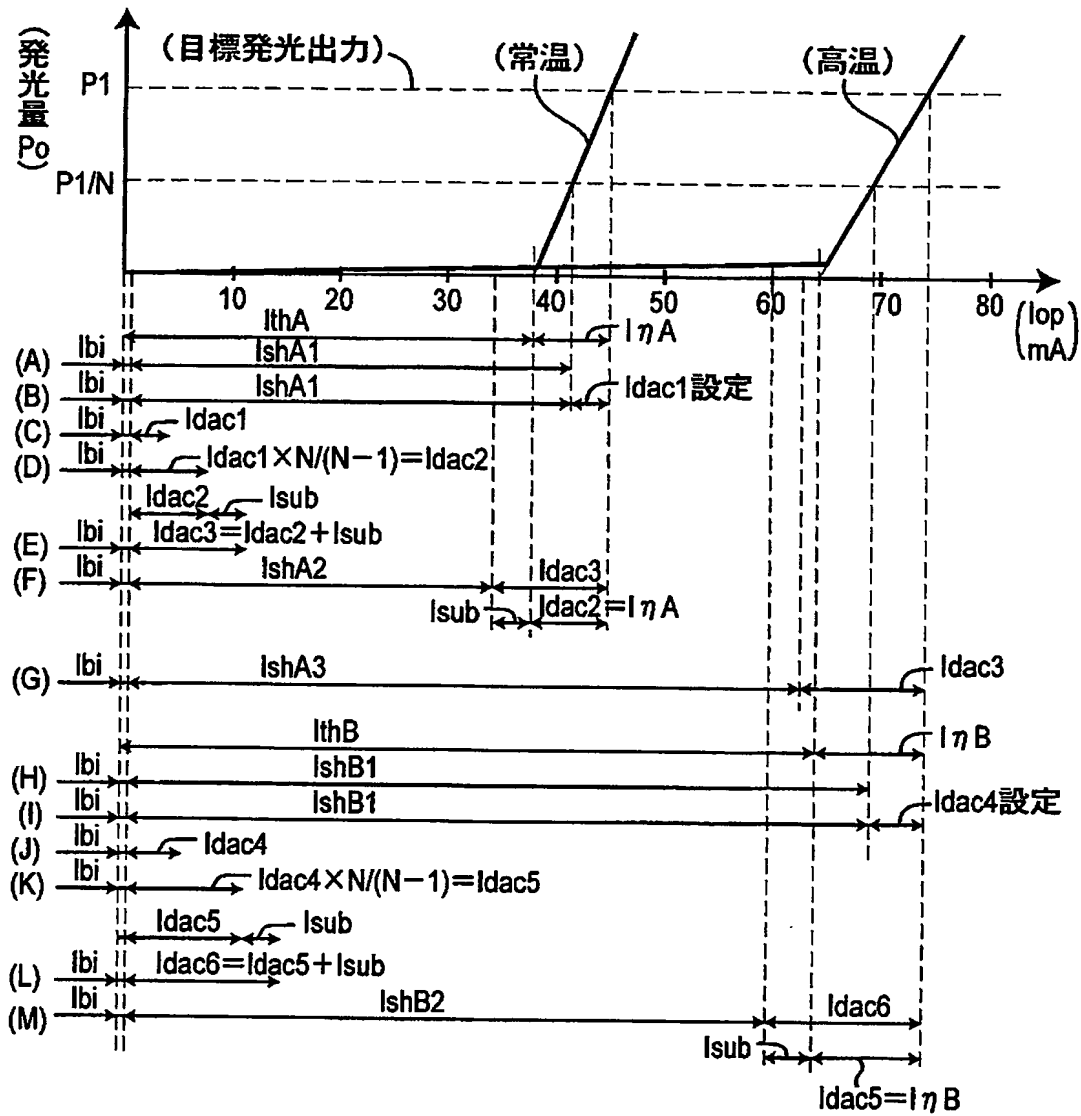 (発光量Po)
(目標発光出力)
(常温)
(高温)
P1
P1/N
10 20 30 40 50 60 70 80
(Iop mA)
IthA
IηA
(A) Ibi IshA1
(B) Ibi IshA1 Idac1設定
(C) Ibi Idac1
(D) Ibi Idac1×N/(N−1)=Idac2
Idac2 Isub
(E) Ibi Idac3=Idac2+Isub
(F) Ibi IshA2 Idac3
Isub Idac2=IηA
(G) Ibi IshA3 Idac3
IthB IηB
(H) Ibi IshB1
(I) Ibi IshB1 Idac4設定
(J) Ibi Idac4
(K) Ibi Idac4×N/(N−1)=Idac5
Idac5 Isub
(L) Ibi Idac6=Idac5+Isub
(M) Ibi IshB2 Idac6
Isub
Idac5=IηB